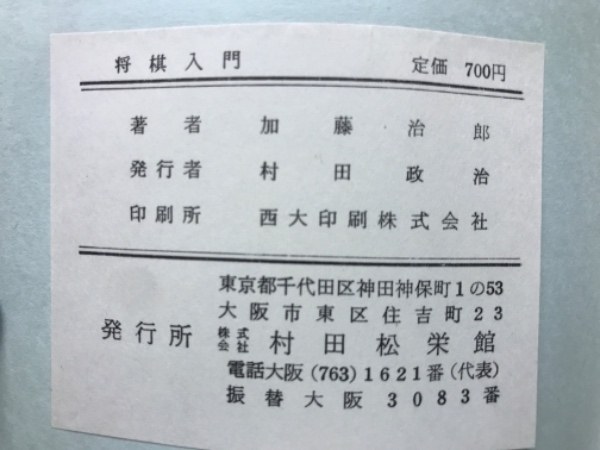 将棋入門 定価 700円
著者 加藤治郎
発行者 村田政治
印刷所 西大印刷株式会社
東京都千代田区神田神保町1の53
大阪市東区住吉町23
発行所 株式会社 村田松栄館
電話大阪(763)1621番(代表)
振替大阪3083番